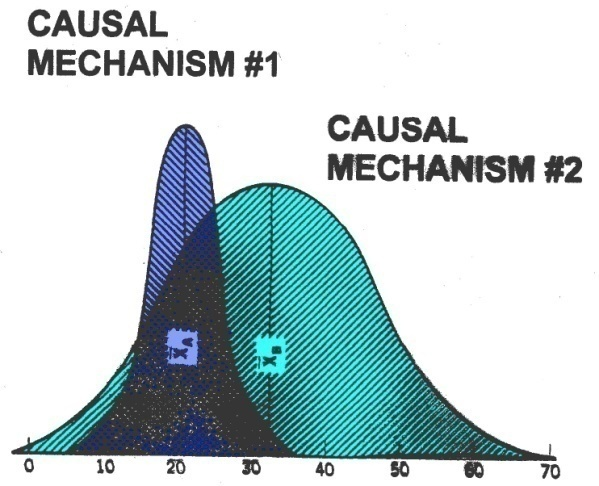 CAUSAL
MECHANISM #1
CAUSAL
MECHANISM #2
X̄A
X̄B
0 10 20 30 40 50 60 70